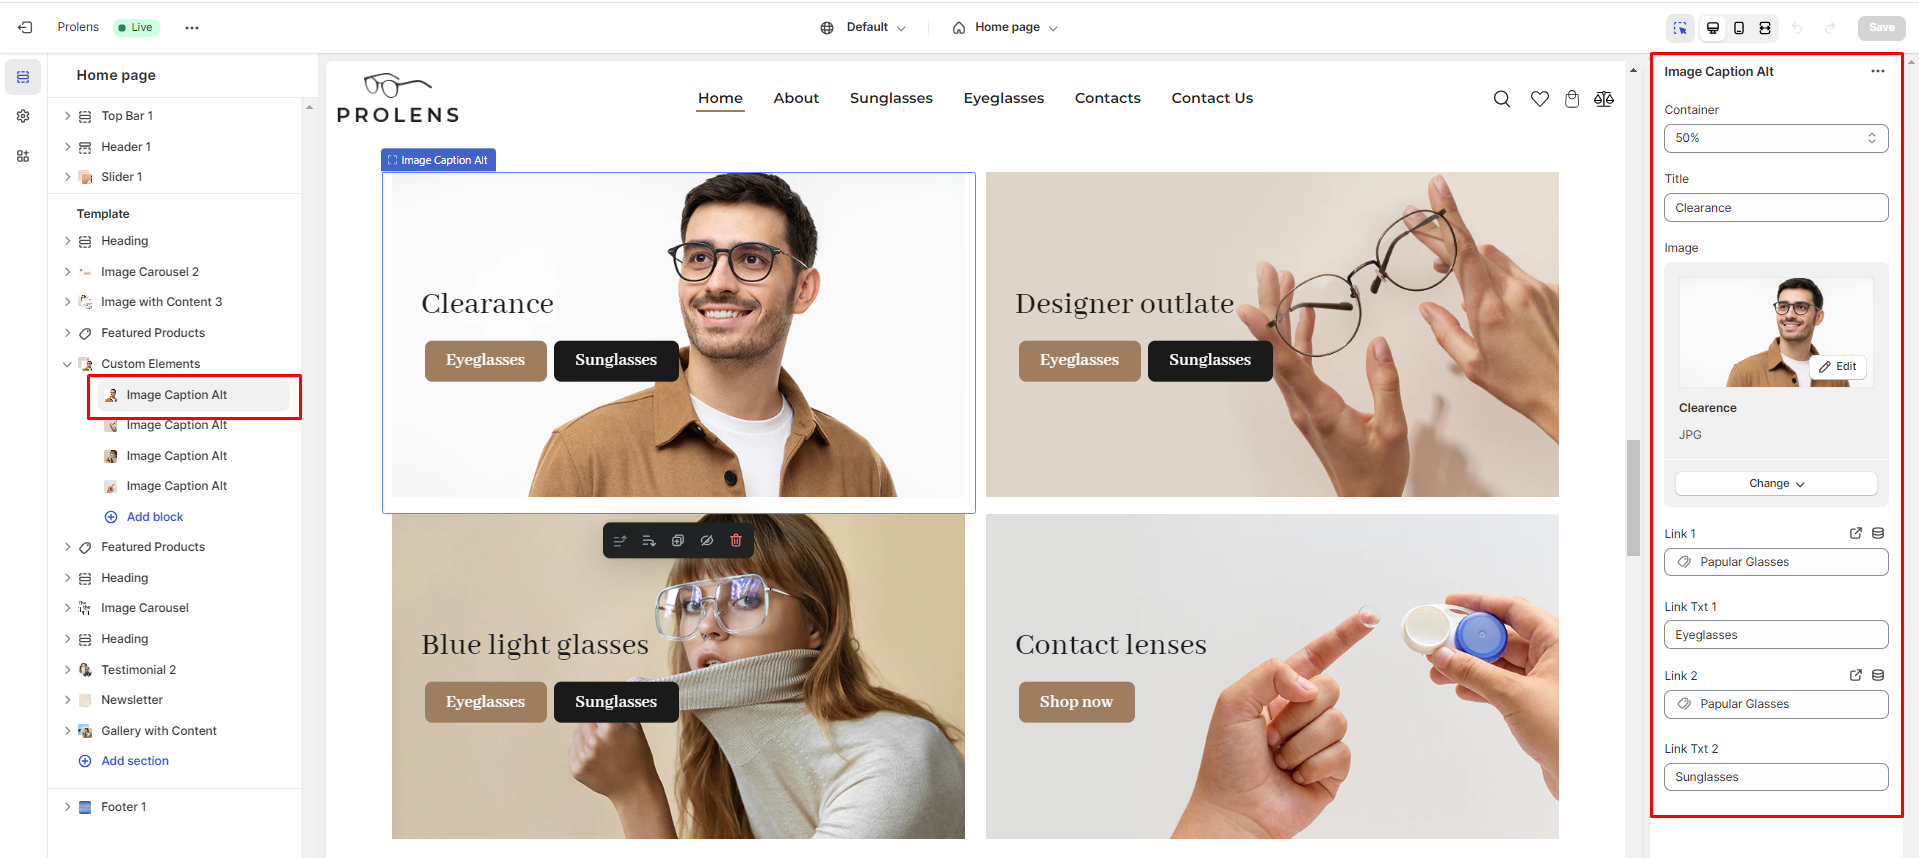 Prolens
Live
Default
Home page
Save
Home page
Top Bar 1
Header 1
Slider 1
Template
Heading
Image Carousel 2
Image with Content 3
Featured Products
Custom Elements
Image Caption Alt
Image Caption Alt
Image Caption Alt
Image Caption Alt
Add block
Featured Products
Heading
Image Carousel
Heading
Testimonial 2
Newsletter
Gallery with Content
Add section
Footer 1
PROLENS
Home About Sunglasses Eyeglasses Contacts Contact Us
Image Caption Alt
Clearance
Eyeglasses Sunglasses
Designer outlate
Eyeglasses Sunglasses
Blue light glasses
Eyeglasses Sunglasses
Contact lenses
Shop now
Image Caption Alt
Container
50%
Title
Clearance
Image
Edit
Clearence
JPG
Change
Link 1
Papular Glasses
Link Txt 1
Eyeglasses
Link 2
Papular Glasses
Link Txt 2
Sunglasses